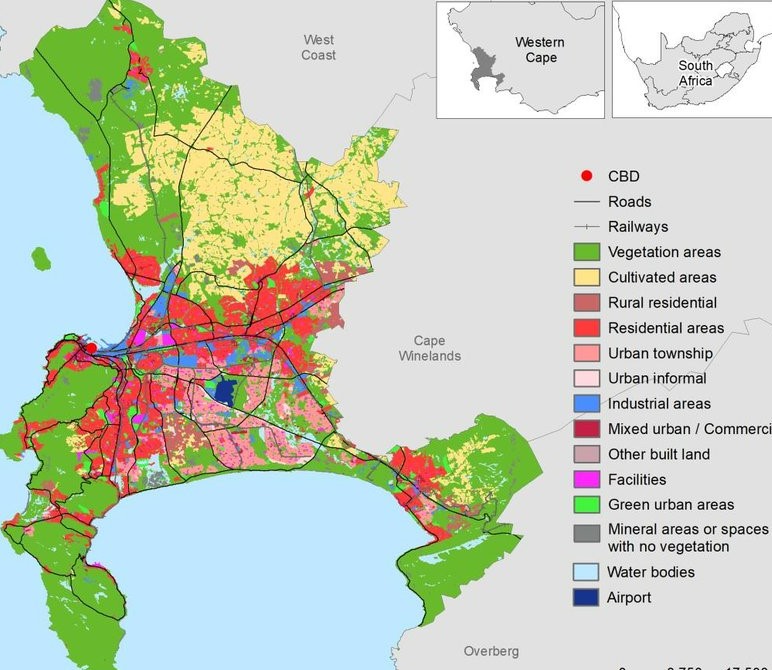 West
Coast
Western
Cape
South
Africa
CBD
Roads
Railways
Vegetation areas
Cultivated areas
Rural residential
Residential areas
Urban township
Urban informal
Industrial areas
Mixed urban / Commerci
Other built land
Facilities
Green urban areas
Mineral areas or spaces
with no vegetation
Water bodies
Airport
Cape
Winelands
Overberg